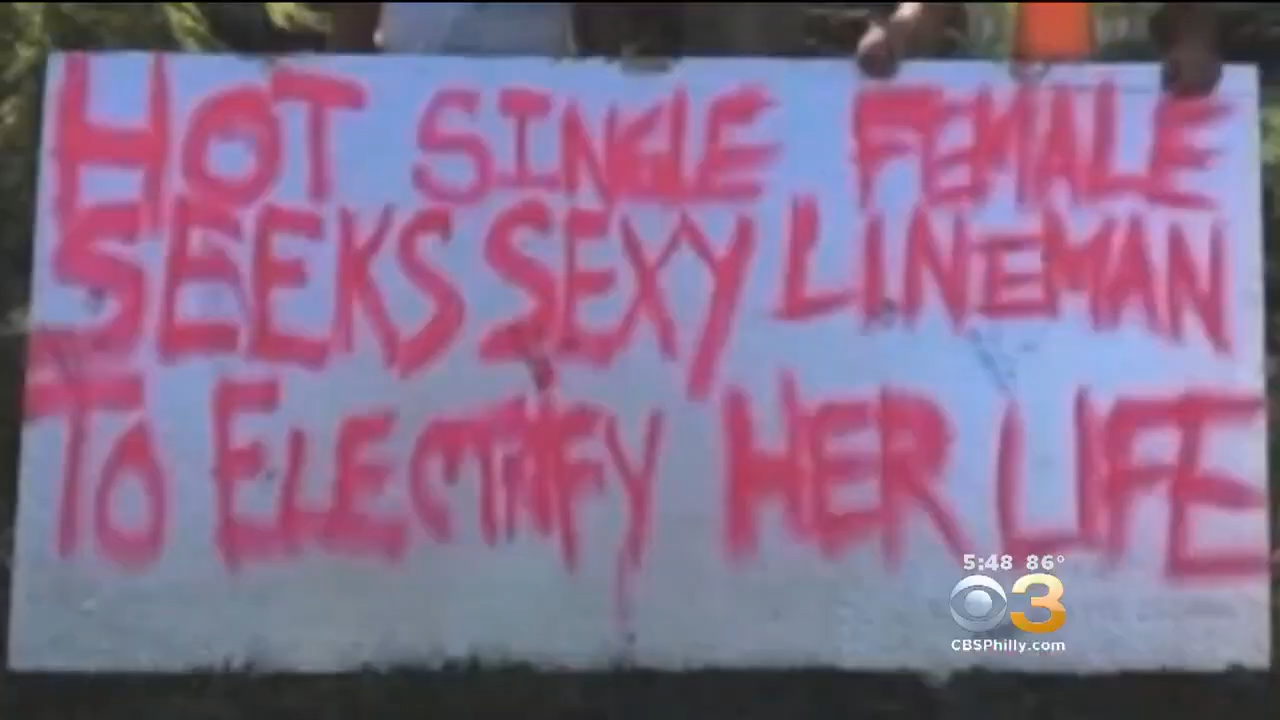 HOT SINGLE FEMALE
SEEKS SEXY LINEMAN
TO ELECTRIFY HER LIFE
5:48 86°
3
CBSPhilly.com